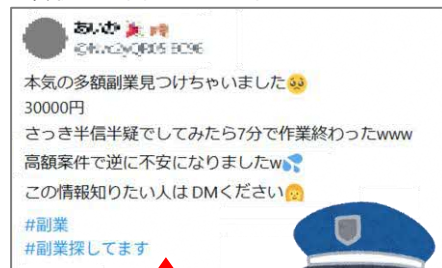 あいか
本気の多額副業見つけちゃいました🥺
30000円
さっき半信半疑でしてみたら7分で作業終わったwww
高額案件で逆に不安になりましたw💦
この情報知りたい人はDMください
#副業
#副業探してます